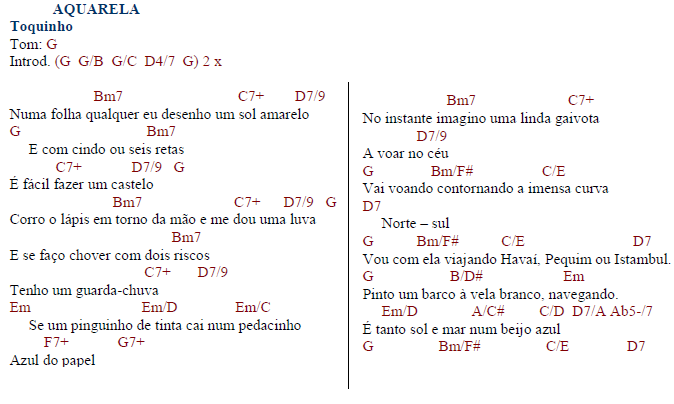 AQUARELA
Toquinho
Tom: G
Introd. (G G/B G/C D4/7 G) 2 x
Bm7 C7+ D7/9
Numa folha qualquer eu desenho um sol amarelo
G Bm7
E com cindo ou seis retas
C7+ D7/9 G
É fácil fazer um castelo
Bm7 C7+ D7/9 G
Corro o lápis em torno da mão e me dou uma luva
Bm7
E se faço chover com dois riscos
C7+ D7/9
Tenho um guarda-chuva
Em Em/D Em/C
Se um pinguinho de tinta cai num pedacinho
F7+ G7+
Azul do papel
Bm7 C7+
No instante imagino uma linda gaivota
D7/9
A voar no céu
G Bm/F# C/E
Vai voando contornando a imensa curva
D7
Norte – sul
G Bm/F# C/E D7
Vou com ela viajando Havaí, Pequim ou Istambul.
G B/D# Em
Pinto um barco à vela branco, navegando.
Em/D A/C# C/D D7/A Ab5-/7
É tanto sol e mar num beijo azul
G Bm/F# C/E D7